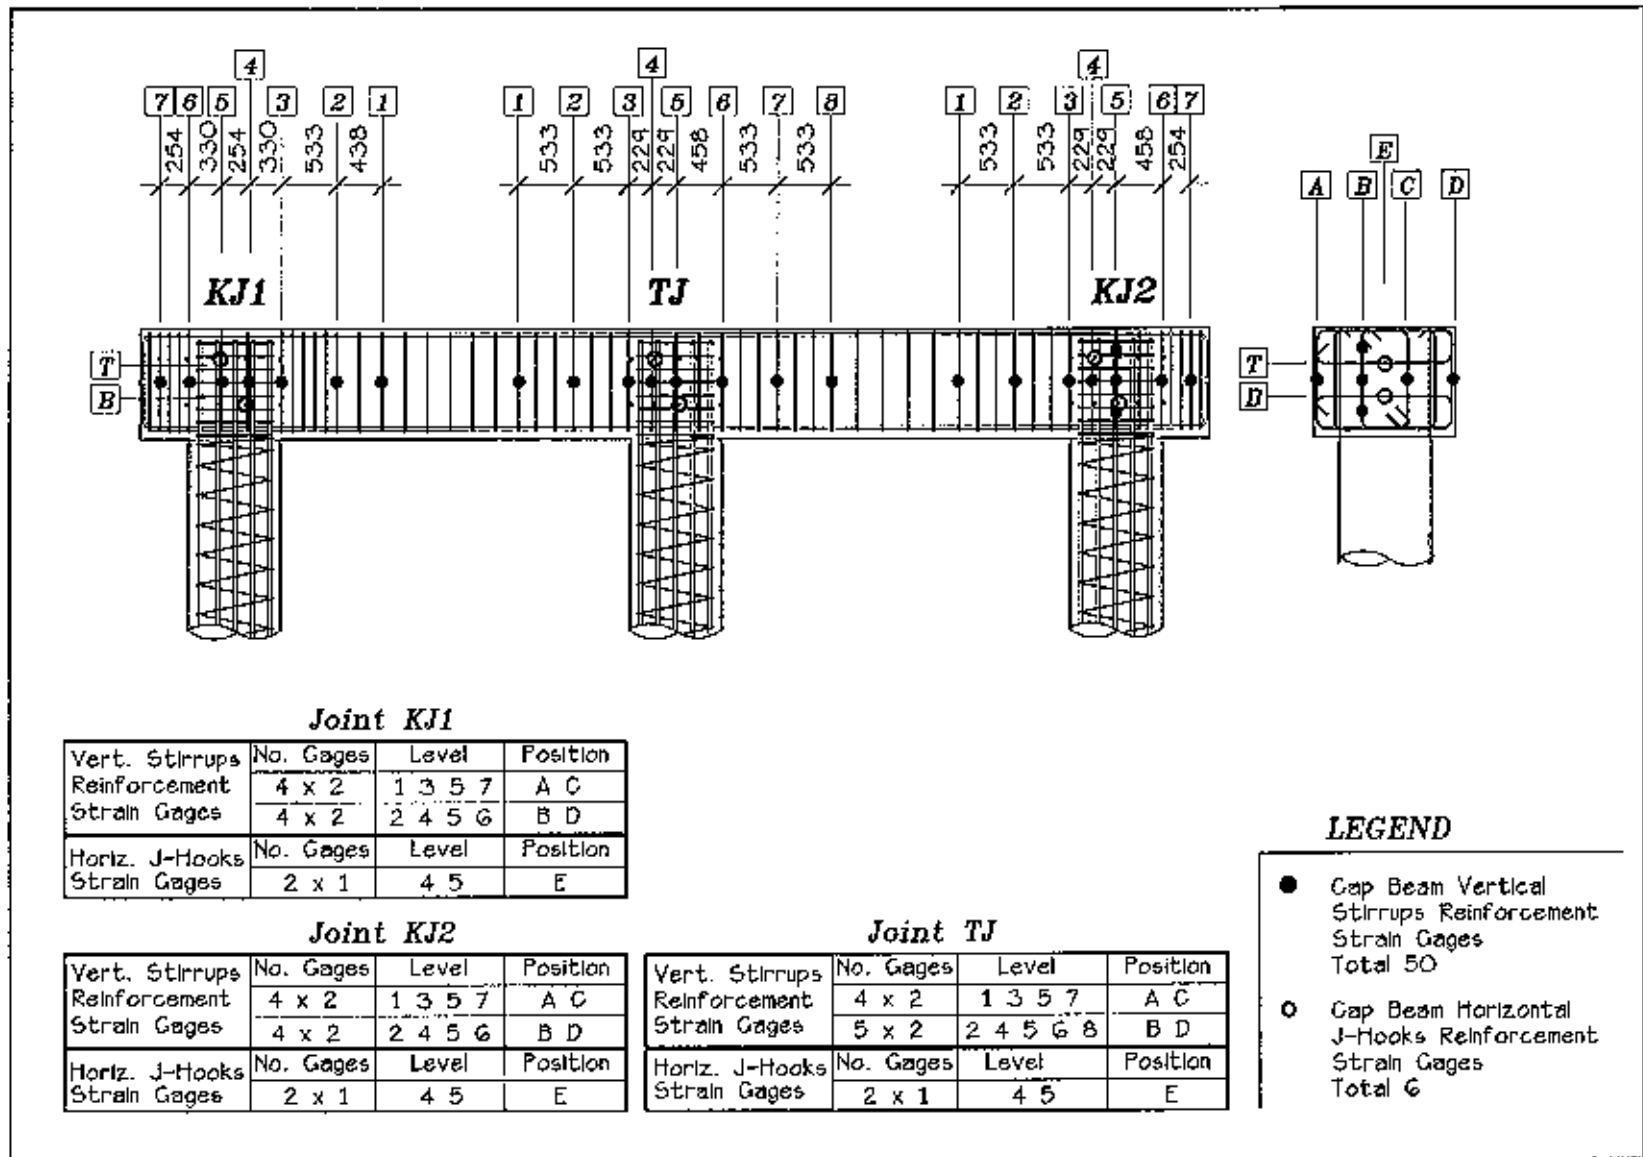 4 4 4
7 6 5 3 2 1 1 2 3 5 6 7 8 1 2 3 5 6 7
254 330 254 330 533 438 533 533 229 229 458 533 533 533 533 229 229 458 254
E
A B C D
KJ1 TJ KJ2
T
B
T
D
Joint KJ1
Vert. Stirrups Reinforcement Strain Gages
No. Gages Level Position
4 x 2 1 3 5 7 A C
4 x 2 2 4 5 6 B D
Horiz. J-Hooks Strain Gages
No. Gages Level Position
2 x 1 4 5 E
Joint KJ2
Vert. Stirrups Reinforcement Strain Gages
No. Gages Level Position
4 x 2 1 3 5 7 A C
4 x 2 2 4 5 6 B D
Horiz. J-Hooks Strain Gages
No. Gages Level Position
2 x 1 4 5 E
Joint TJ
Vert. Stirrups Reinforcement Strain Gages
No. Gages Level Position
4 x 2 1 3 5 7 A C
5 x 2 2 4 5 6 8 B D
Horiz. J-Hooks Strain Gages
No. Gages Level Position
2 x 1 4 5 E
LEGEND
Cap Beam Vertical
Stirrups Reinforcement
Strain Gages
Total 50
Cap Beam Horizontal
J-Hooks Reinforcement
Strain Gages
Total 6